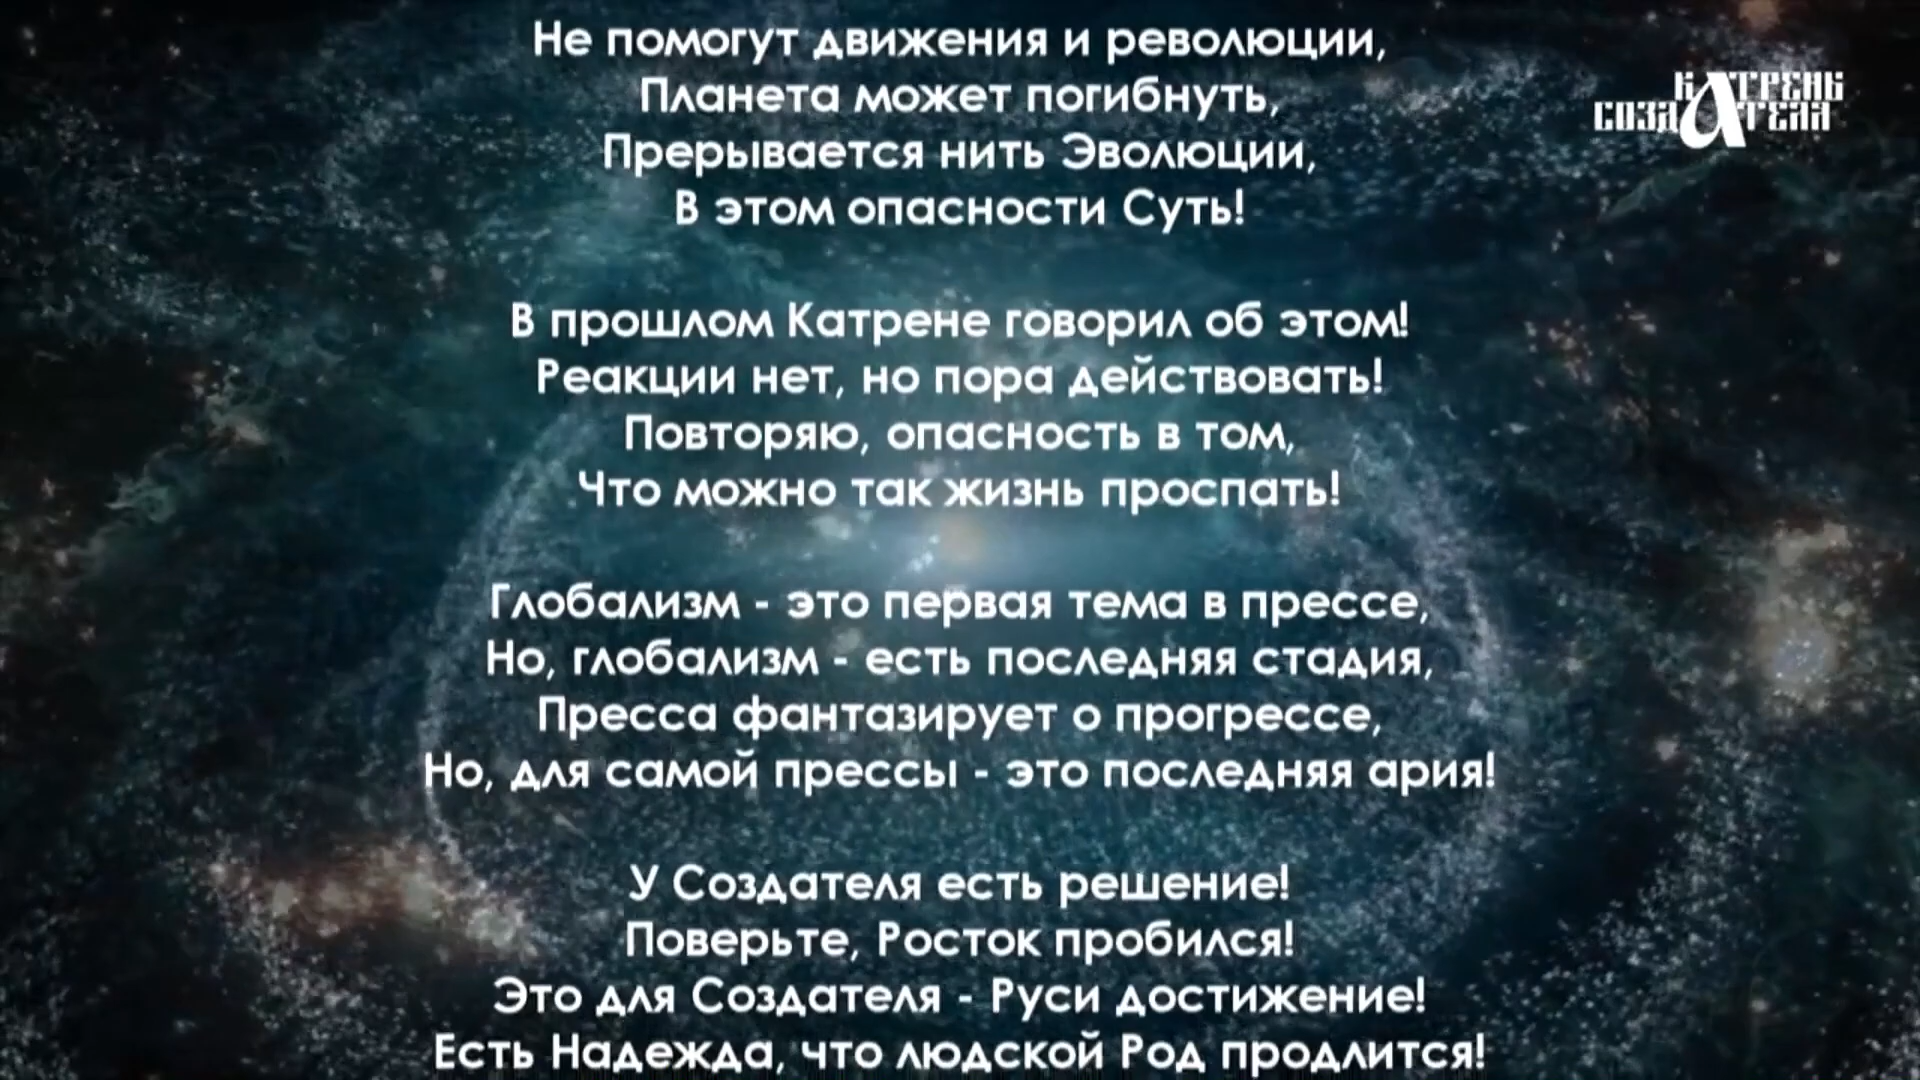 Не помогут движения и революции,
Планета может погибнуть,
Прерывается нить Эволюции,
В этом опасности Суть!
В прошлом Катрене говорил об этом!
Реакции нет, но пора действовать!
Повторяю, опасность в том,
Что можно так жизнь проспать!
Глобализм - это первая тема в прессе,
Но, глобализм - есть последняя стадия,
Пресса фантазирует о прогрессе,
Но, для самой прессы - это последняя ария!
У Создателя есть решение!
Поверьте, Росток пробился!
Это для Создателя - Руси достижение!
Есть Надежда, что людской Род продлится!
КАТРЕНЪ
СОЗДАТЕЛЯ